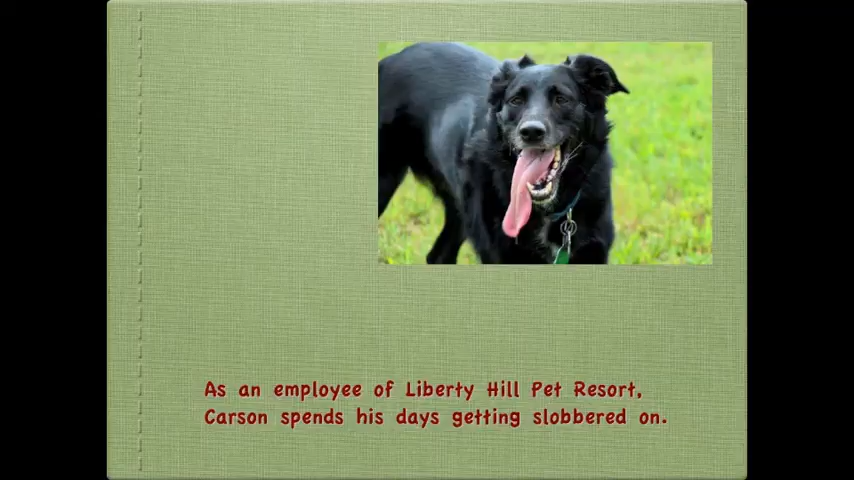 As an employee of Liberty Hill Pet Resort,
Carson spends his days getting slobbered on.